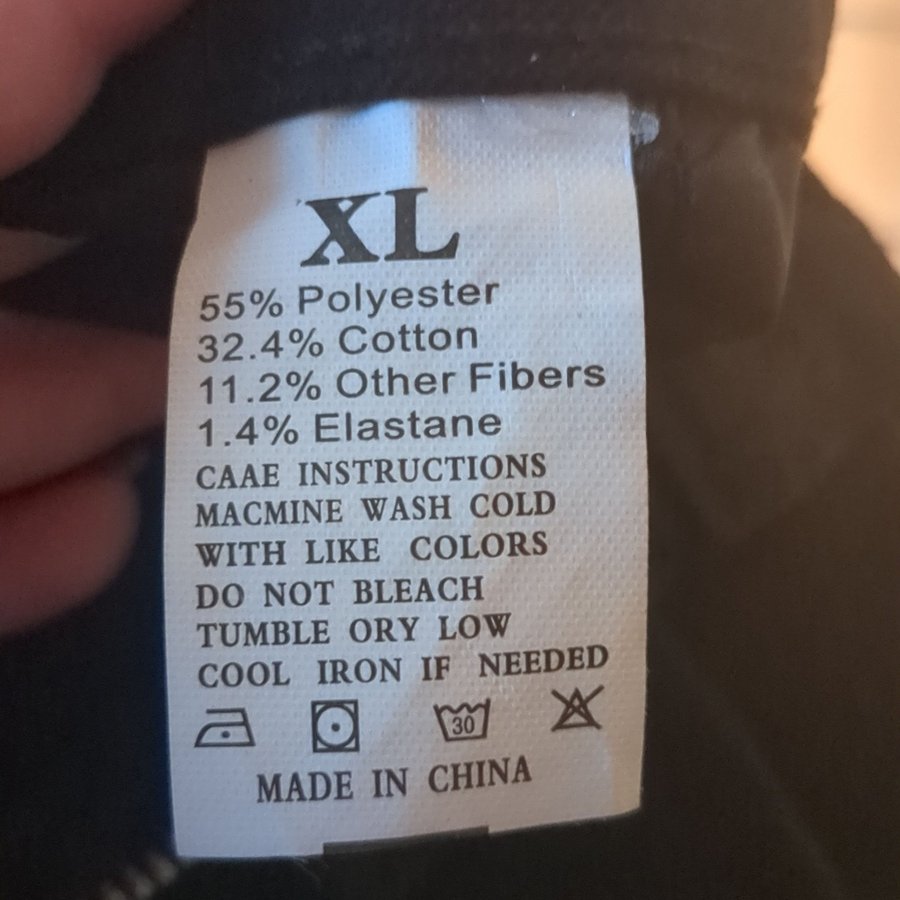 XL
55% Polyester
32.4% Cotton
11.2% Other Fibers
1.4% Elastane
CAAE INSTRUCTIONS
MACMINE WASH COLD
WITH LIKE COLORS
DO NOT BLEACH
TUMBLE ORY LOW
COOL IRON IF NEEDED
30
MADE IN CHINA